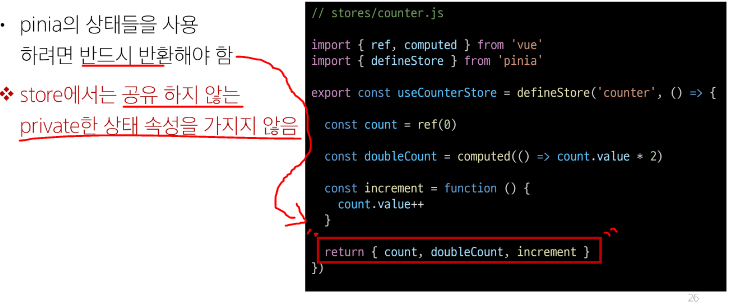 • pinia의 상태들을 사용
하려면 반드시 반환해야 함
❖ store에서는 공유 하지 않는
private한 상태 속성을 가지지 않음
// stores/counter.js
import { ref, computed } from 'vue'
import { defineStore } from 'pinia'
export const useCounterStore = defineStore('counter', () => {
const count = ref(0)
const doubleCount = computed(() => count.value * 2)
const increment = function () {
count.value++
}
return { count, doubleCount, increment }
})
26